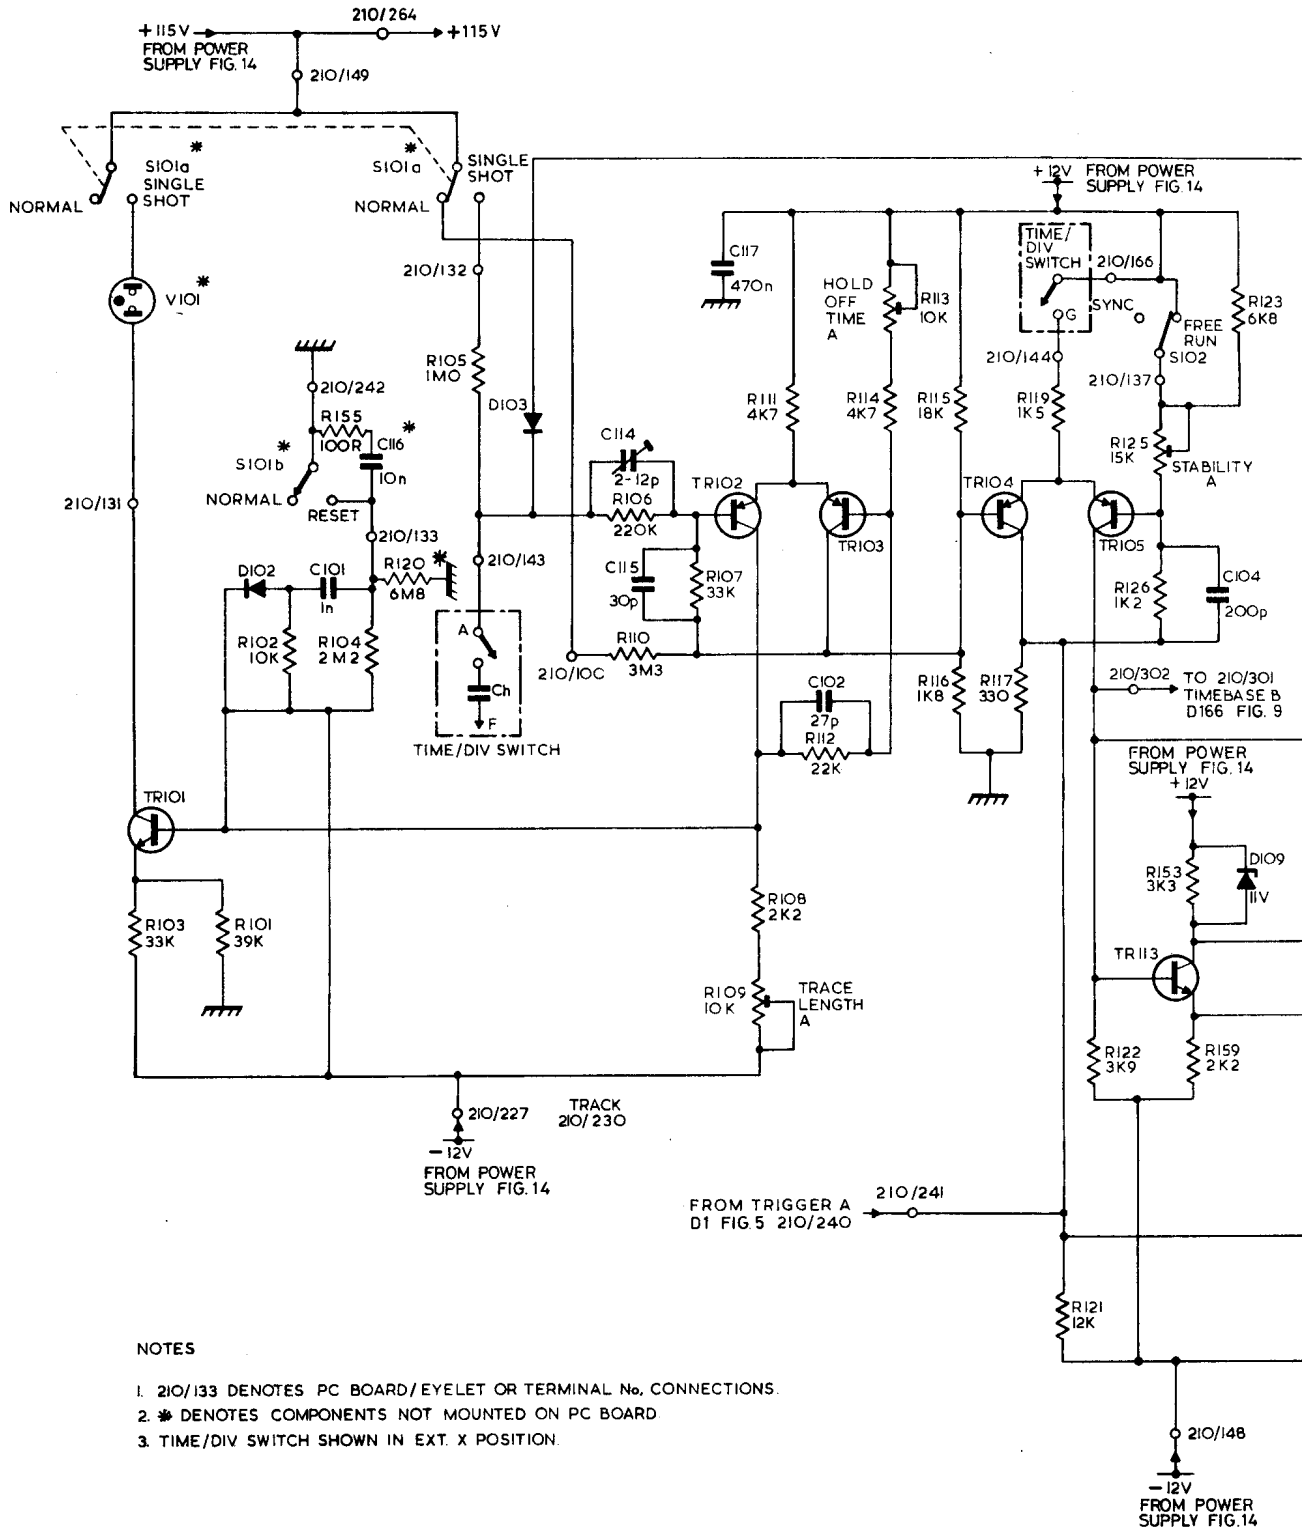 210/264
+115V
+115V
FROM POWER
SUPPLY FIG. 14
210/149
S101a *
SINGLE
SHOT
NORMAL
* S101a
SINGLE
SHOT
NORMAL
+12V
FROM POWER
SUPPLY FIG. 14
TIME/
DIV
SWITCH
210/166
G
SYNC
FREE
RUN
S102
R123
6K8
C117
470n
HOLD
OFF
TIME
A
R113
10K
210/132
V101 *
210/144
210/137
R105
1M0
210/242
R155
100R
*
C116
10n
*
S101b
NORMAL
RESET
D103
R111
4K7
R114
4K7
R115
18K
R119
1K5
R125
15K
STABILITY
A
C114
2-12p
R106
220K
TR102
TR103
TR104
TR105
210/131
210/133
210/143
D102
C101
1n
R120 *
6M8
C115
30p
R107
33K
R126
1K2
C104
200p
R102
10K
R104
2M2
A
Ch
F
TIME/DIV SWITCH
210/10C
R110
3M3
R116
1K8
R117
330
210/302
TO 210/301
TIMEBASE B
D166 FIG. 9
C102
27p
R112
22K
FROM POWER
SUPPLY FIG. 14
+12V
TR101
R153
3K3
D109
11V
R108
2K2
R103
33K
R101
39K
TR113
R109
10K
TRACE
LENGTH
A
R122
3K9
R159
2K2
210/227
TRACK
210/230
-12V
FROM POWER
SUPPLY FIG. 14
FROM TRIGGER A
D1 FIG.5 210/240
210/241
R121
12K
NOTES
1. 210/133 DENOTES PC BOARD/EYELET OR TERMINAL No, CONNECTIONS.
2. * DENOTES COMPONENTS NOT MOUNTED ON PC BOARD.
3. TIME/DIV SWITCH SHOWN IN EXT. X POSITION.
210/148
-12V
FROM POWER
SUPPLY FIG.14